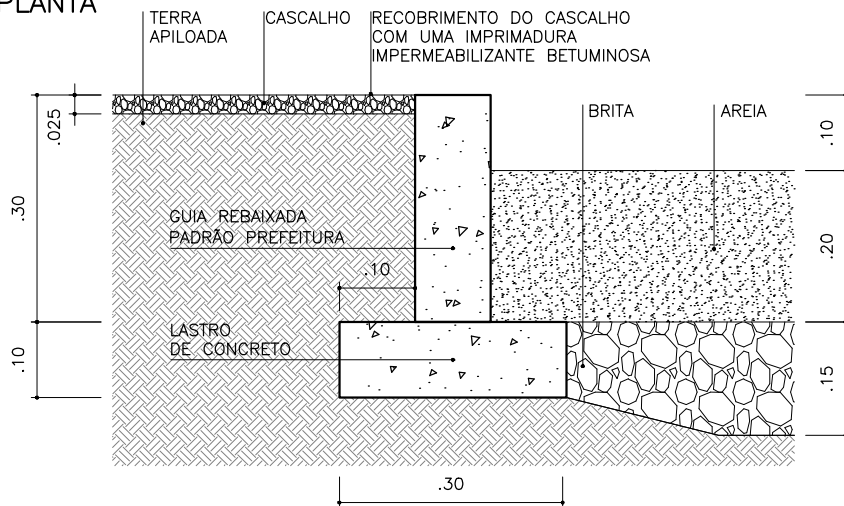 PLANTA
TERRA
APILOADA
CASCALHO
RECOBRIMENTO DO CASCALHO
COM UMA IMPRIMADURA
IMPERMEABILIZANTE BETUMINOSA
.025
BRITA
AREIA
.10
.30
GUIA REBAIXADA
PADRÃO PREFEITURA
.20
.10
LASTRO
DE CONCRETO
.10
.15
.30